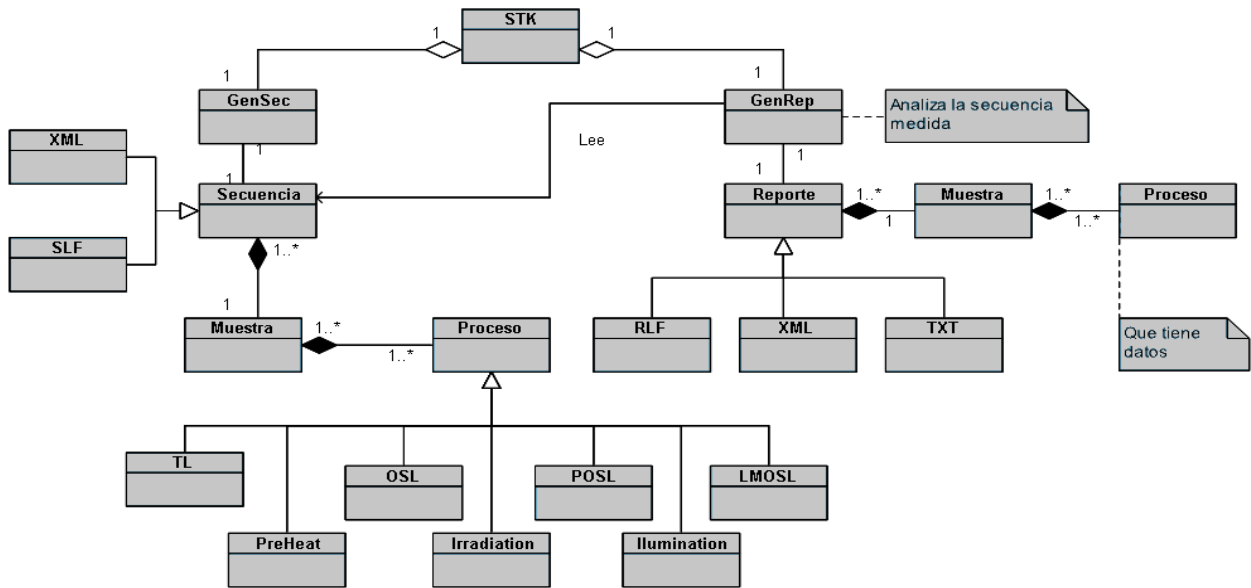 STK
1
1
1
1
GenSec
GenRep
Analiza la secuencia
medida
XML
1
Lee
1
1
1
Secuencia
Reporte
1..*
Muestra
1..*
Proceso
1
1..*
SLF
1..*
1
Muestra
1..*
Proceso
1..*
RLF
XML
TXT
Que tiene
datos
TL
OSL
POSL
LMOSL
PreHeat
Irradiation
Ilumination